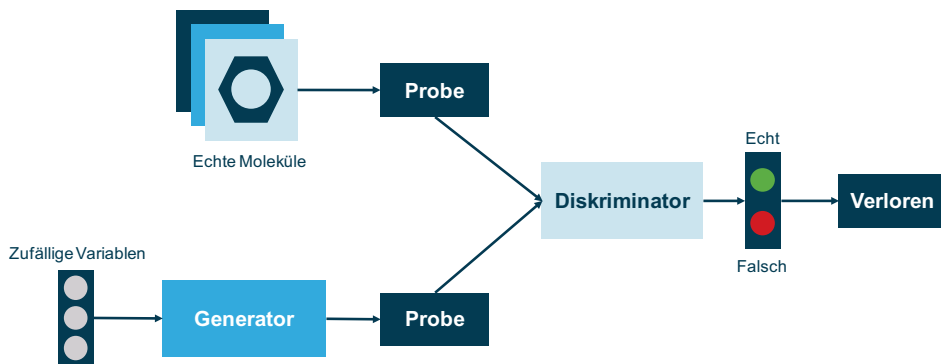 Echte Moleküle
Probe
Zufällige Variablen
Generator
Probe
Diskriminator
Echt
Falsch
Verloren